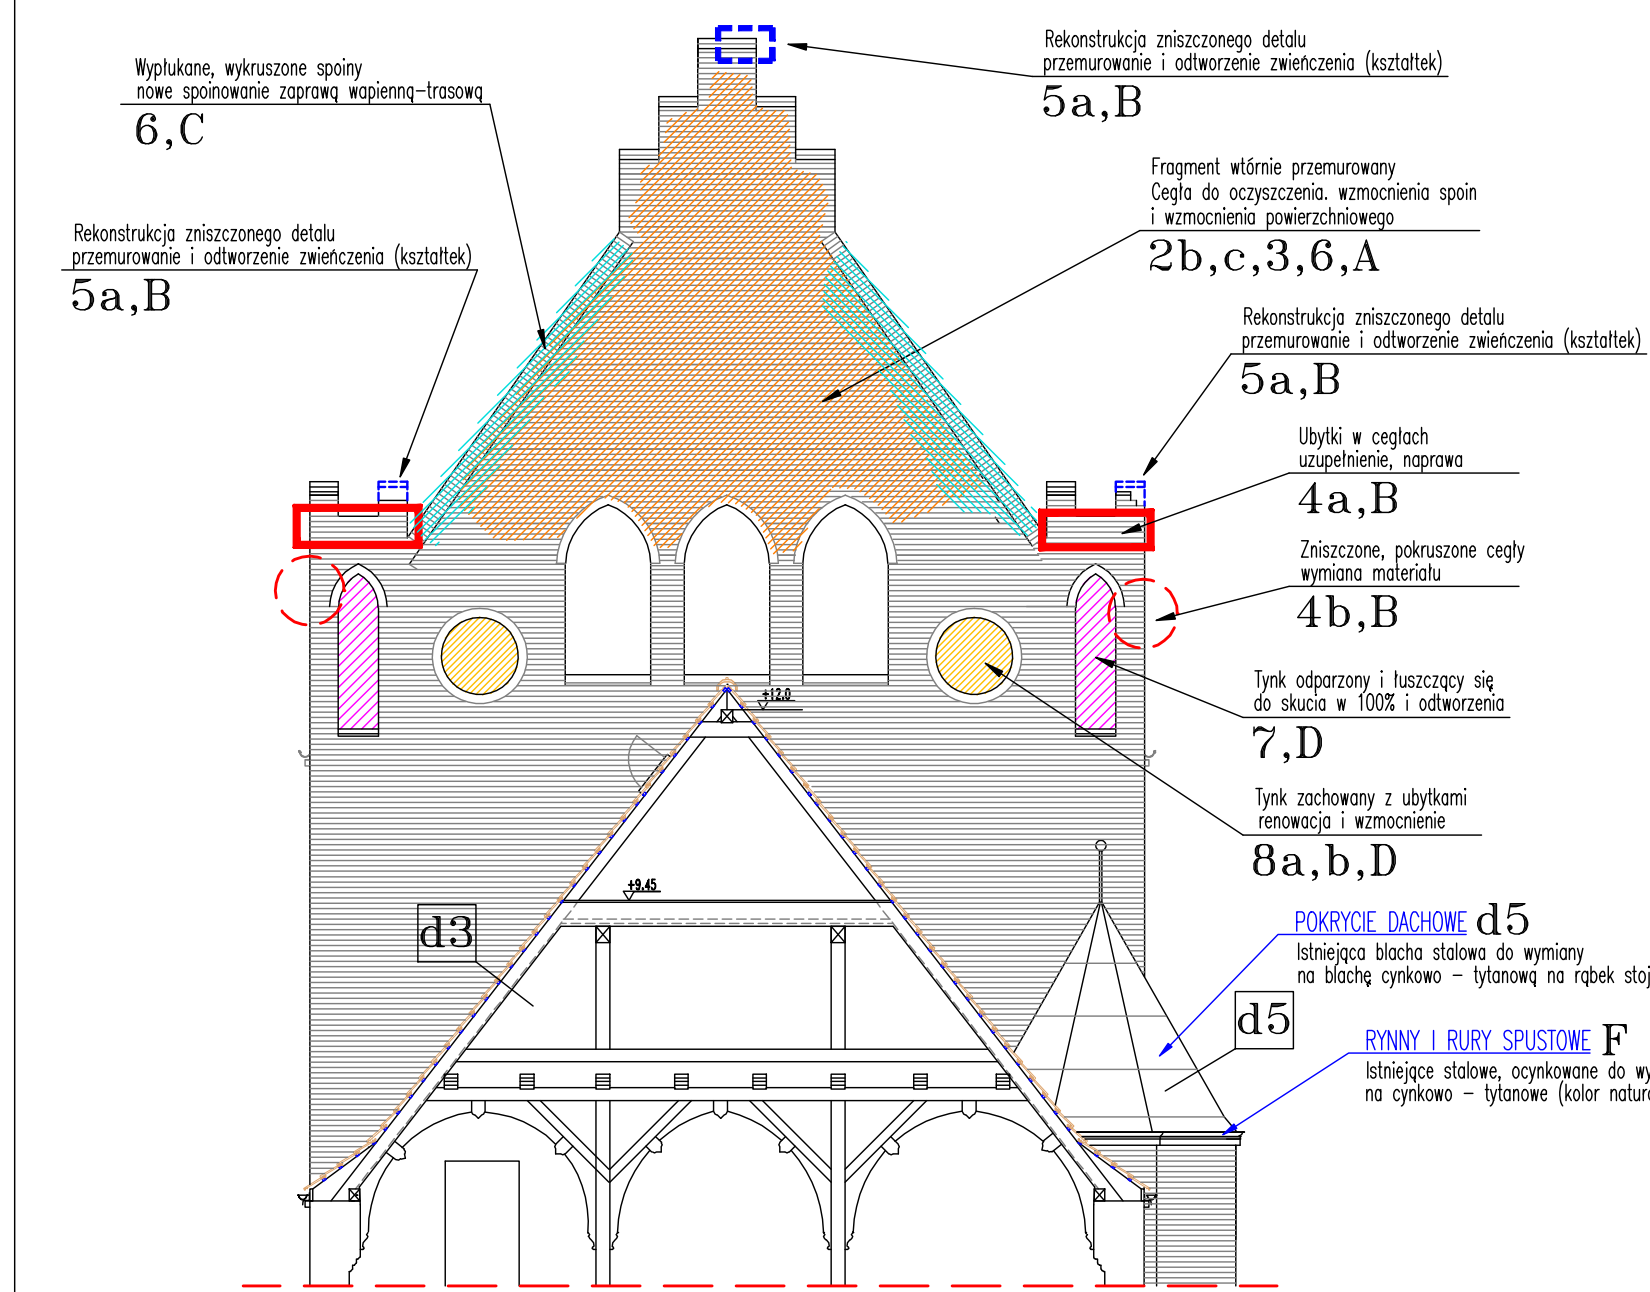 Wypłukane, wykruszone spoiny
nowe spoinowanie zaprawą wapienną-trasową
6,C
Rekonstrukcja zniszczonego detalu
przemurowanie i odtworzenie zwieńczenia (kształtek)
5a,B
Rekonstrukcja zniszczonego detalu
przemurowanie i odtworzenie zwieńczenia (kształtek)
5a,B
Fragment wtórnie przemurowany
Cegła do oczyszczenia. wzmocnienia spoin
i wzmocnienia powierzchniowego
2b,c,3,6,A
Rekonstrukcja zniszczonego detalu
przemurowanie i odtworzenie zwieńczenia (kształtek)
5a,B
Ubytki w cegłach
uzupełnienie, naprawa
4a,B
Zniszczone, pokruszone cegły
wymiana materiału
4b,B
Tynk odparzony i łuszczący się
do skucia w 100% i odtworzenia
7,D
Tynk zachowany z ubytkami
renowacja i wzmocnienie
8a,b,D
+12.0
+9.45
d3
POKRYCIE DACHOWE d5
Istniejąca blacha stalowa do wymiany
na blachę cynkowo – tytanową na rąbek stoj
d5
RYNNY I RURY SPUSTOWE F
Istniejące stalowe, ocynkowane do wy
na cynkowo – tytanowe (kolor natur